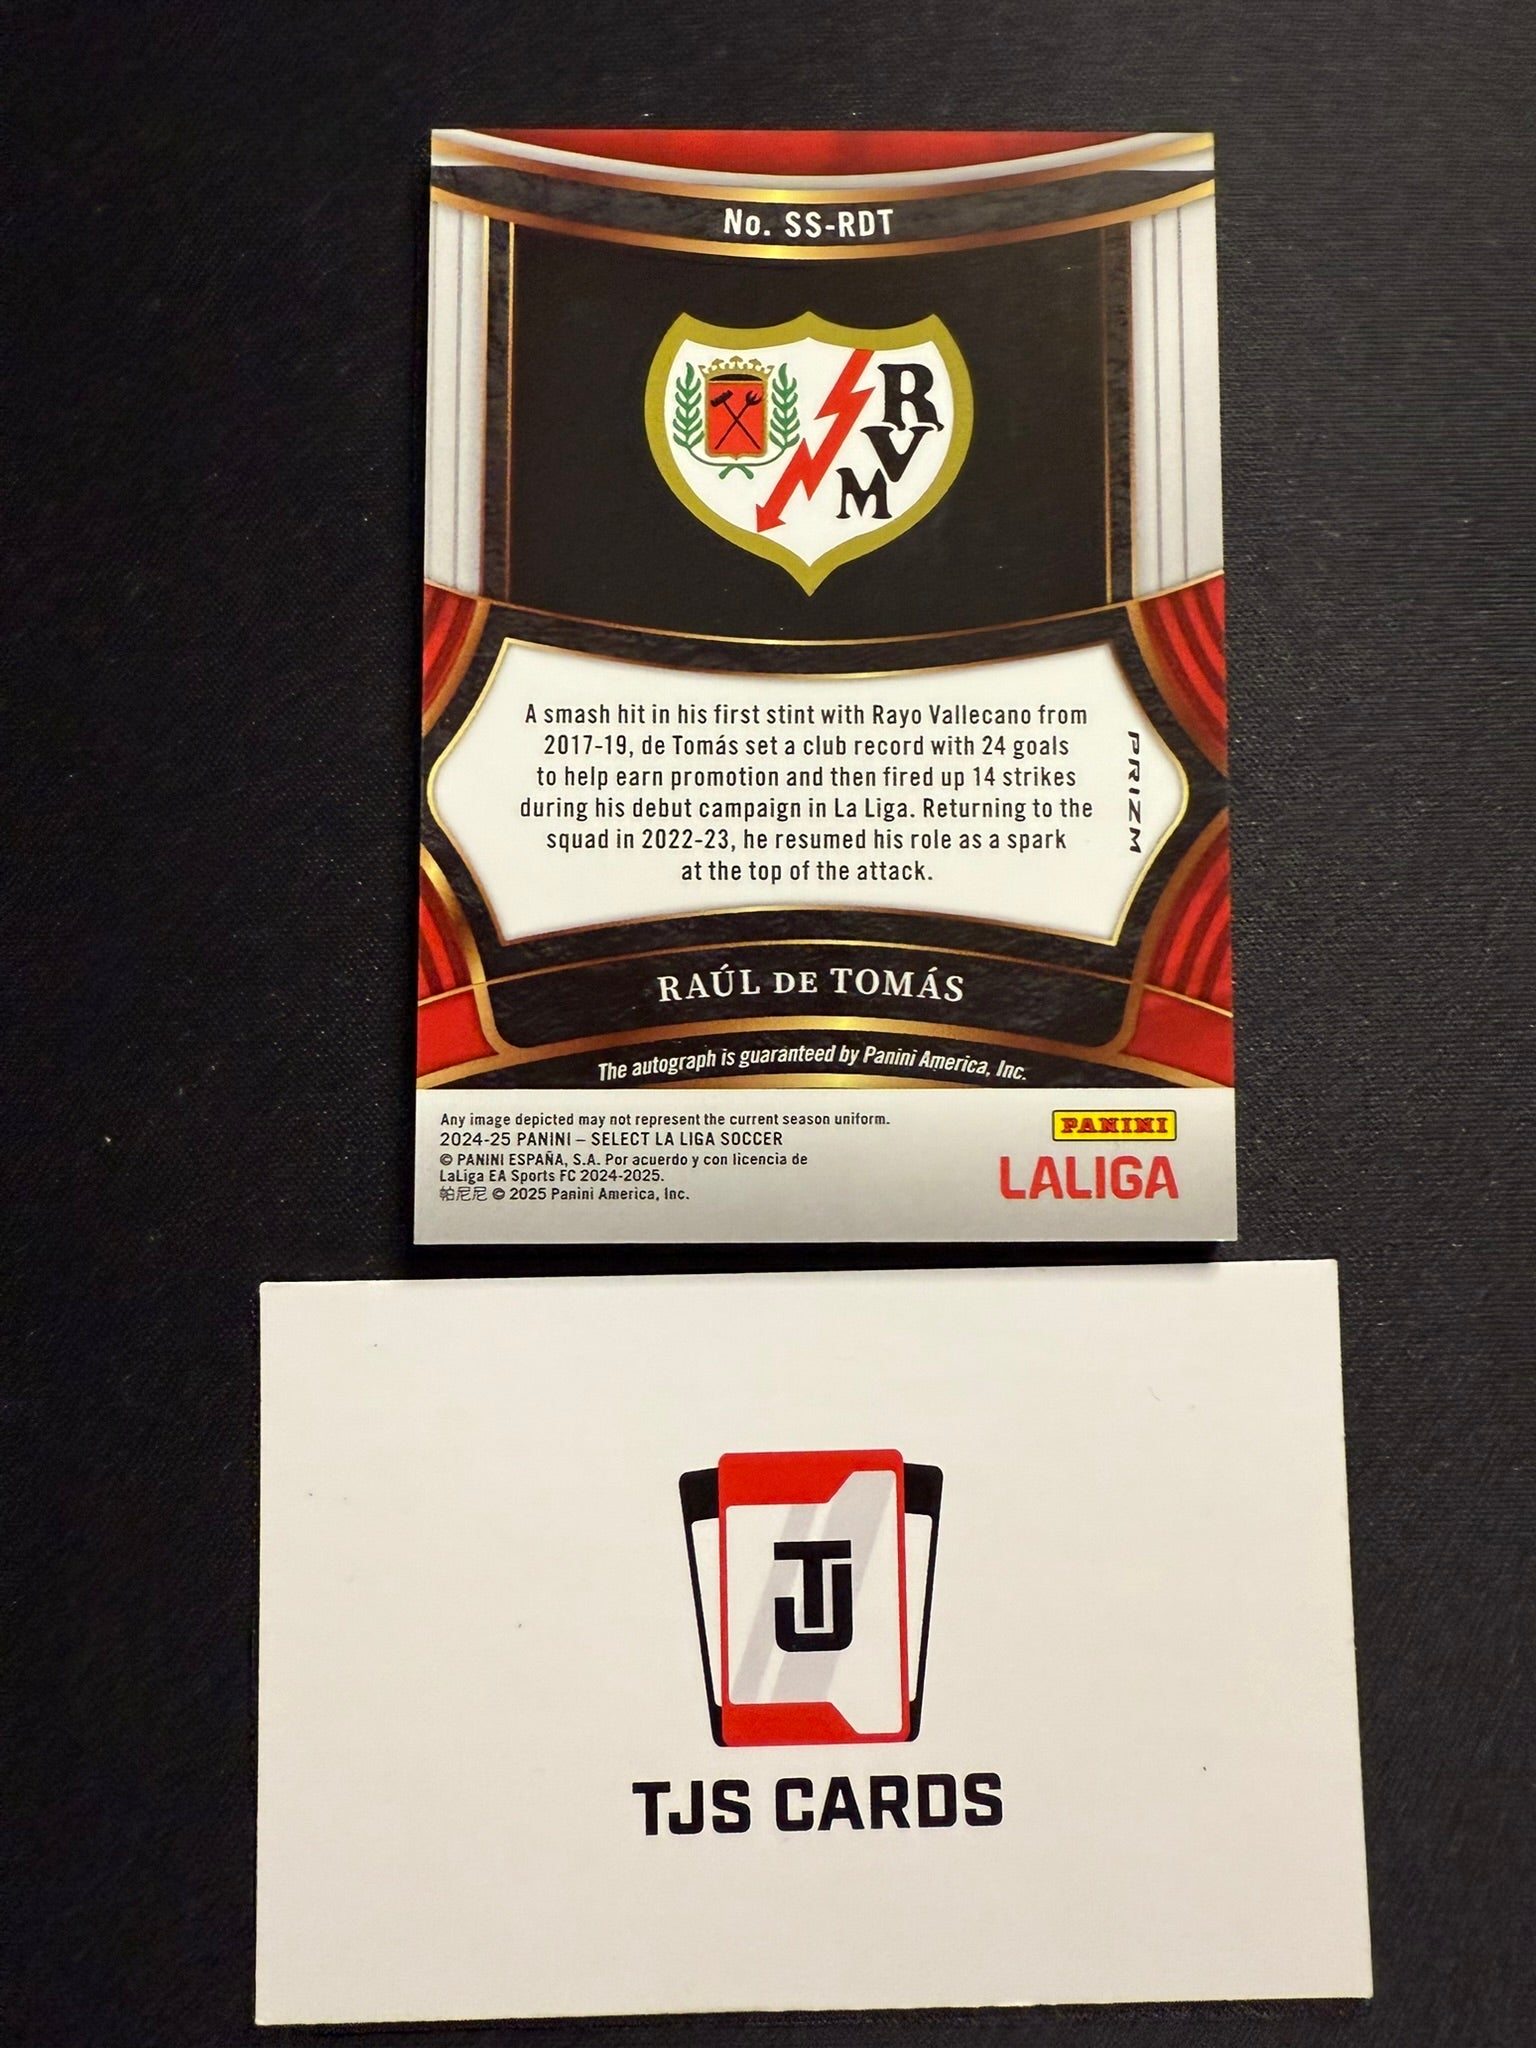 No. SS-RDT
R
V
M
A smash hit in his first stint with Rayo Vallecano from
2017-19, de Tomás set a club record with 24 goals
to help earn promotion and then fired up 14 strikes
during his debut campaign in La Liga. Returning to the
squad in 2022-23, he resumed his role as a spark
at the top of the attack.
PRIZM
RAÚL DE TOMÁS
The autograph is guaranteed by Panini America, Inc.
Any image depicted may not represent the current season uniform.
2024-25 PANINI – SELECT LA LIGA SOCCER
© PANINI ESPAÑA, S.A. Por acuerdo y con licencia de
LaLiga EA Sports FC 2024-2025.
帕尼尼 © 2025 Panini America, Inc.
PANINI
LALIGA
TJ
TJS CARDS